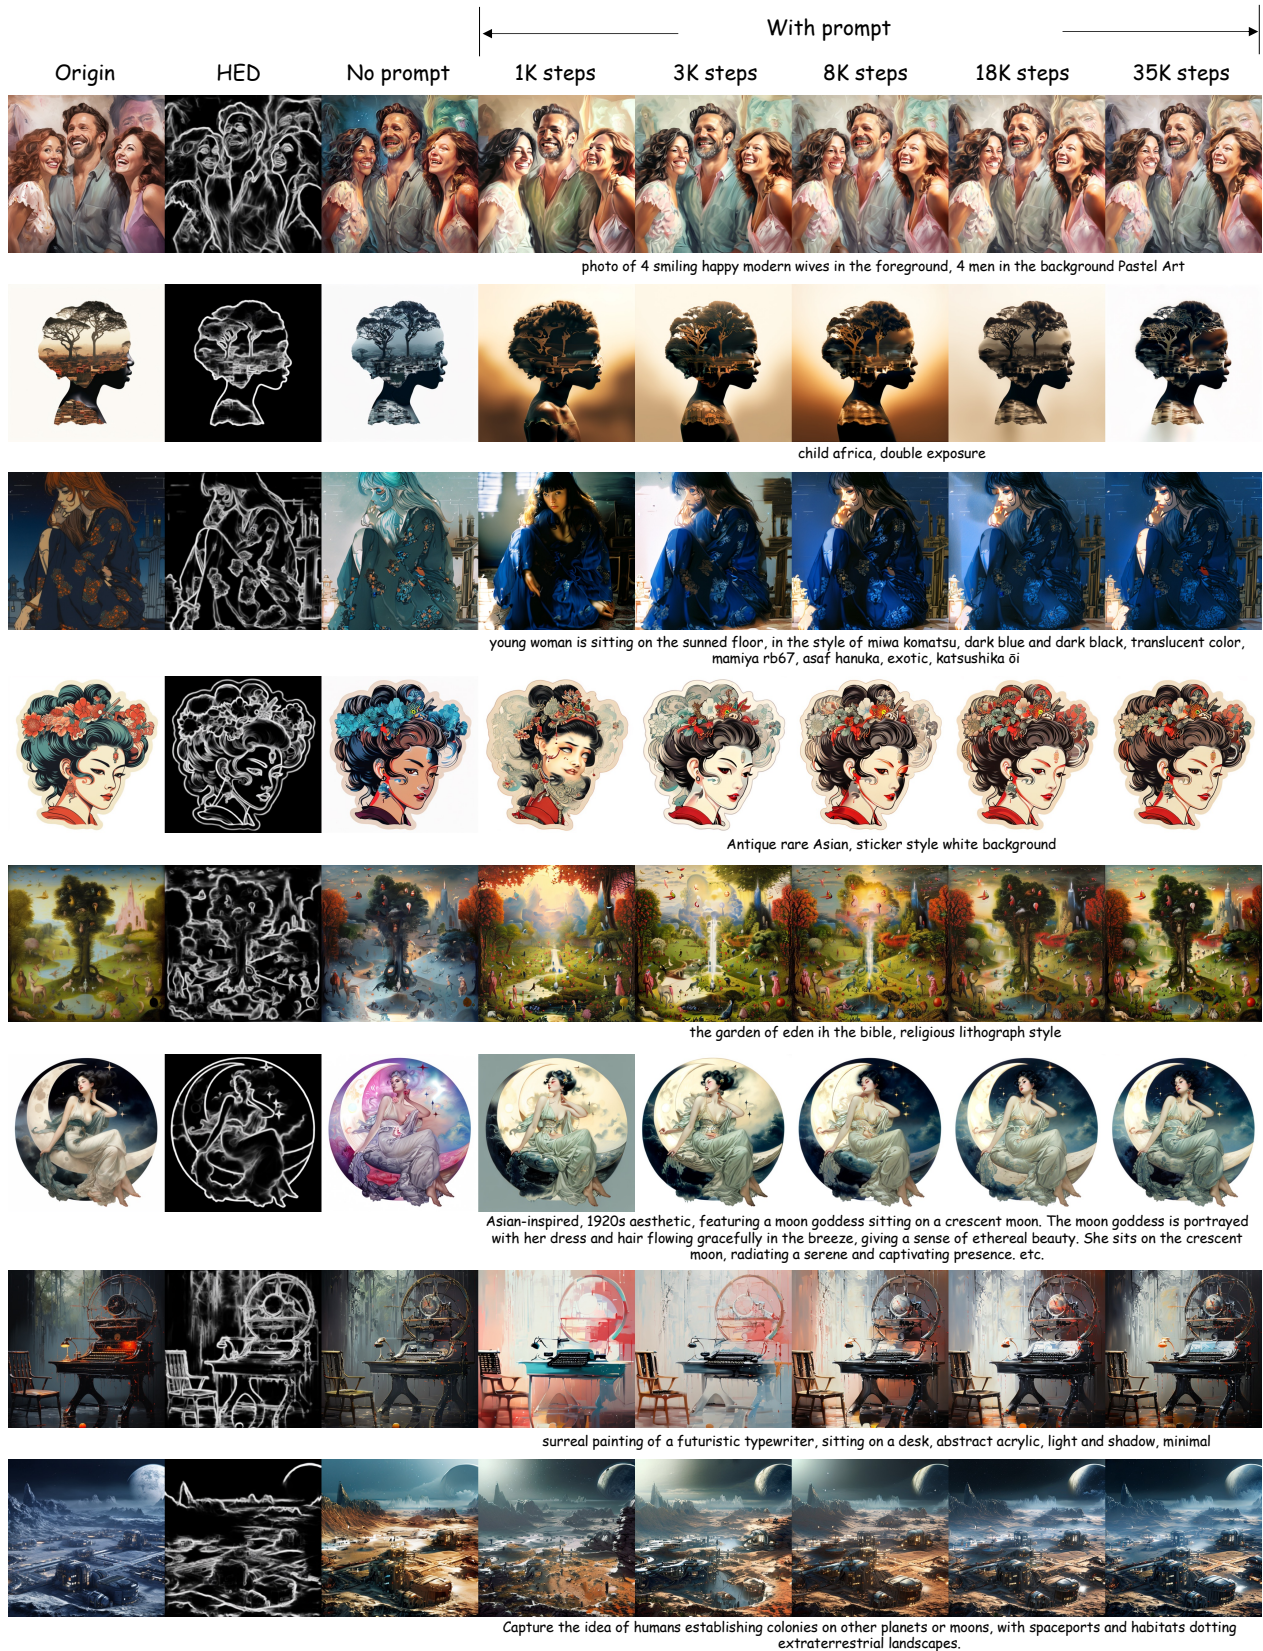 With prompt
Origin HED No prompt 1K steps 3K steps 8K steps 18K steps 35K steps
photo of 4 smiling happy modern wives in the foreground, 4 men in the background Pastel Art
child africa, double exposure
young woman is sitting on the sunned floor, in the style of miwa komatsu, dark blue and dark black, translucent color,
mamiya rb67, asaf hanuka, exotic, katsushika ōi
Antique rare Asian, sticker style white background
the garden of eden ih the bible, religious lithograph style
Asian-inspired, 1920s aesthetic, featuring a moon goddess sitting on a crescent moon. The moon goddess is portrayed
with her dress and hair flowing gracefully in the breeze, giving a sense of ethereal beauty. She sits on the crescent
moon, radiating a serene and captivating presence. etc.
surreal painting of a futuristic typewriter, sitting on a desk, abstract acrylic, light and shadow, minimal
Capture the idea of humans establishing colonies on other planets or moons, with spaceports and habitats dotting
extraterrestrial landscapes.